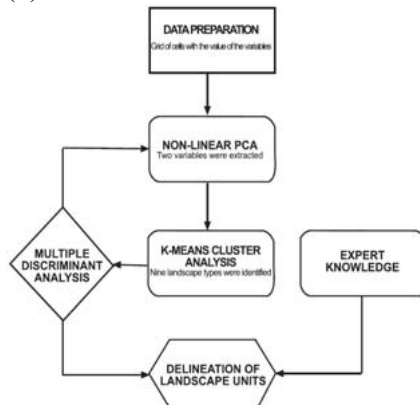 DATA PREPARATION
Grid of cells with the value of the variables
NON-LINEAR PCA
Two variables were extracted
K-MEANS CLUSTER
ANALYSIS
Nine landscape types were identified
MULTIPLE
DISCRIMINANT
ANALYSIS
EXPERT
KNOWLEDGE
DELINEATION OF
LANDSCAPE UNITS